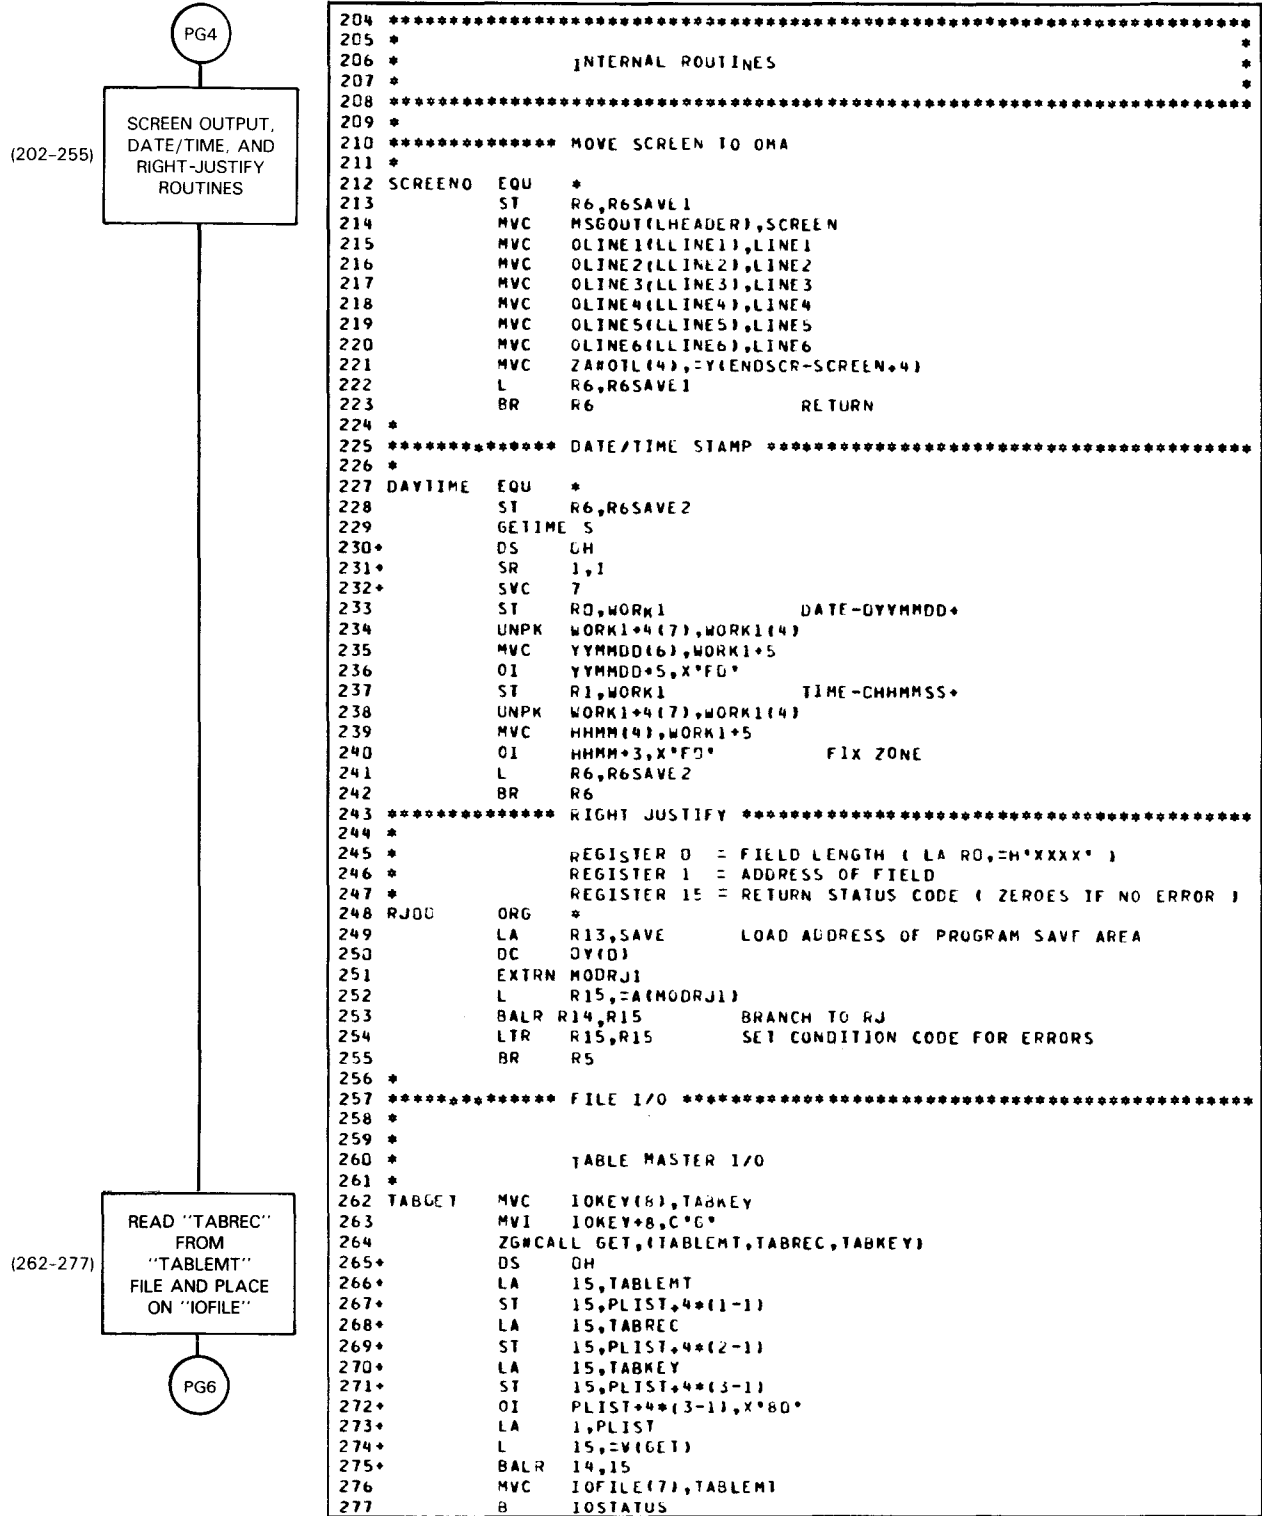 PG4
(202-255)
SCREEN OUTPUT,
DATE/TIME, AND
RIGHT-JUSTIFY
ROUTINES
(262-277)
READ "TABREC"
FROM
"TABLEMT"
FILE AND PLACE
ON "IOFILE"
PG6
204 **************************************************************************
205 * *
206 * INTERNAL ROUTINES *
207 * *
208 **************************************************************************
209 *
210 ************** MOVE SCREEN TO OMA
211 *
212 SCREENO EQU *
213 ST R6,R6SAVE1
214 MVC MSGOUT(LHEADER),SCREEN
215 MVC OLINE1(LLINE1),LINE1
216 MVC OLINE2(LLINE2),LINE2
217 MVC OLINE3(LLINE3),LINE3
218 MVC OLINE4(LLINE4),LINE4
219 MVC OLINE5(LLINE5),LINE5
220 MVC OLINE6(LLINE6),LINE6
221 MVC ZA#OTL(4),=Y(ENDSCR-SCREEN+4)
222 L R6,R6SAVE1
223 BR R6 RETURN
224 *
225 ************** DATE/TIME STAMP *****************************************
226 *
227 DAYTIME EQU *
228 ST R6,R6SAVE2
229 GETIME S
230+ DS 0H
231+ SR 1,1
232+ SVC 7
233 ST R0,WORK1 DATE-0YYMMDD+
234 UNPK WORK1+4(7),WORK1(4)
235 MVC YYMMDD(6),WORK1+5
236 OI YYMMDD+5,X'F0'
237 ST R1,WORK1 TIME-CHHMMSS+
238 UNPK WORK1+4(7),WORK1(4)
239 MVC HHMM(4),WORK1+5
240 OI HHMM+3,X'F0' FIX ZONE
241 L R6,R6SAVE2
242 BR R6
243 ************** RIGHT JUSTIFY *******************************************
244 *
245 * REGISTER 0 = FIELD LENGTH ( LA R0,=H'XXXX' )
246 * REGISTER 1 = ADDRESS OF FIELD
247 * REGISTER 15 = RETURN STATUS CODE ( ZEROES IF NO ERROR )
248 RJ00 ORG *
249 LA R13,SAVE LOAD ADDRESS OF PROGRAM SAVE AREA
250 DC 0Y(0)
251 EXTRN MODRJ1
252 L R15,=A(MODRJ1)
253 BALR R14,R15 BRANCH TO RJ
254 LTR R15,R15 SET CONDITION CODE FOR ERRORS
255 BR R5
256 *
257 ************** FILE I/O ************************************************
258 *
259 *
260 * TABLE MASTER I/O
261 *
262 TABGET MVC IOKEY(8),TABKEY
263 MVI IOKEY+8,C'G'
264 ZG#CALL GET,(TABLEMT,TABREC,TABKEY)
265+ DS 0H
266+ LA 15,TABLEMT
267+ ST 15,PLIST+4*(1-1)
268+ LA 15,TABREC
269+ ST 15,PLIST+4*(2-1)
270+ LA 15,TABKEY
271+ ST 15,PLIST+4*(3-1)
272+ OI PLIST+4*(3-1),X'80'
273+ LA 1,PLIST
274+ L 15,=V(GET)
275+ BALR 14,15
276 MVC IOFILE(7),TABLEMT
277 B IOSTATUS